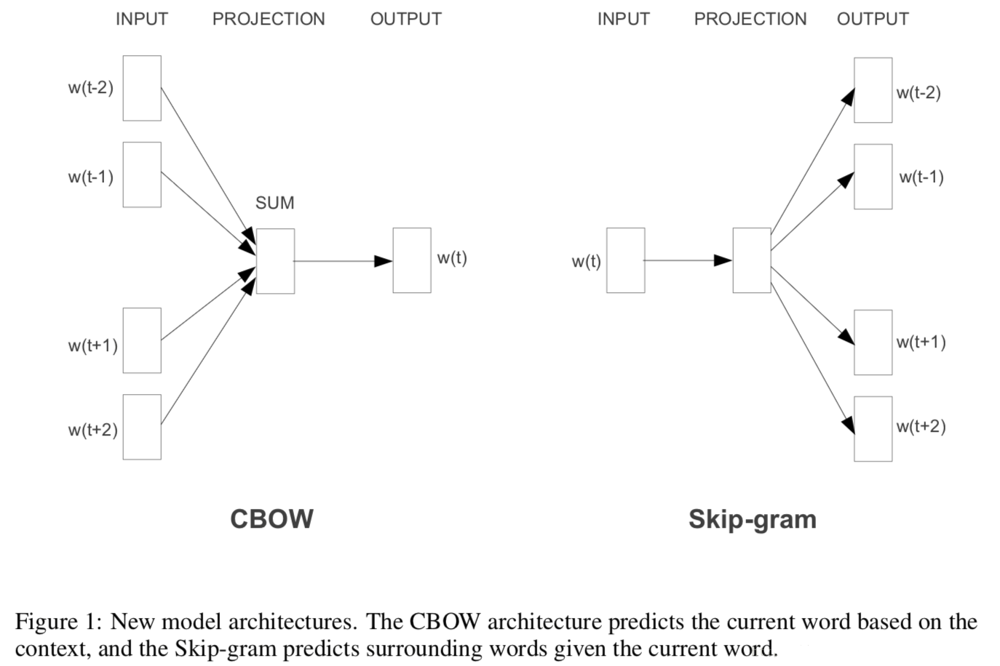 INPUT PROJECTION OUTPUT
w(t-2)
w(t-1)
SUM
w(t)
w(t+1)
w(t+2)
CBOW
INPUT PROJECTION OUTPUT
w(t-2)
w(t-1)
w(t)
w(t+1)
w(t+2)
Skip-gram
Figure 1: New model architectures. The CBOW architecture predicts the current word based on the
context, and the Skip-gram predicts surrounding words given the current word.